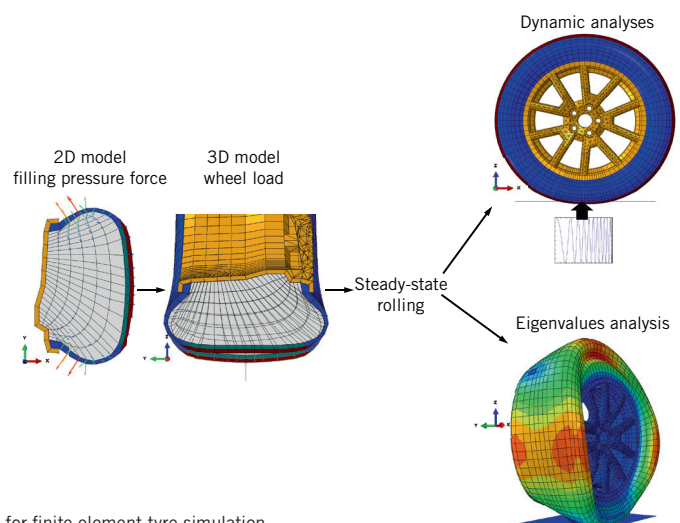 Dynamic analyses
2D model
filling pressure force
3D model
wheel load
Z
X
Steady-state
rolling
Eigenvalues analysis
Y
X
Z
Y
Z
Y
X
for finite element tyre simulation